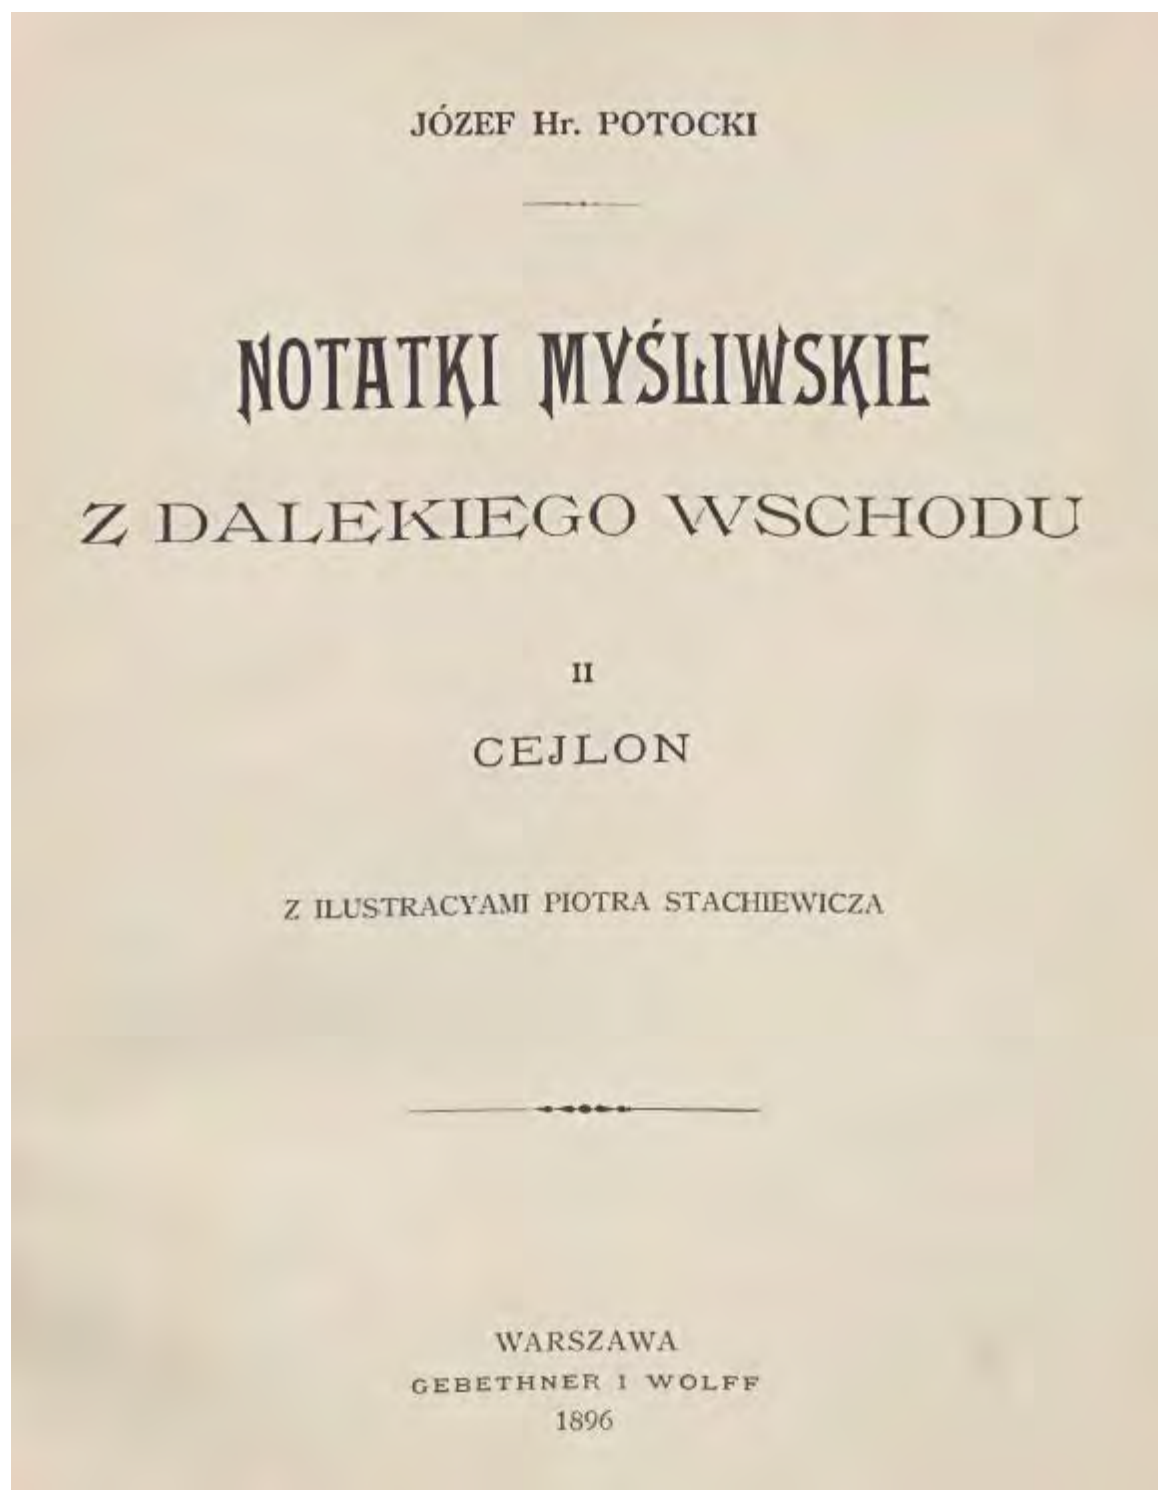 JÓZEF Hr. POTOCKI
NOTATKI MYŚLIWSKIE
Z DALEKIEGO WSCHODU
II
CEJLON
Z ILUSTRACYAMI PIOTRA STACHIEWICZA
WARSZAWA
GEBETHNER I WOLFF
1896